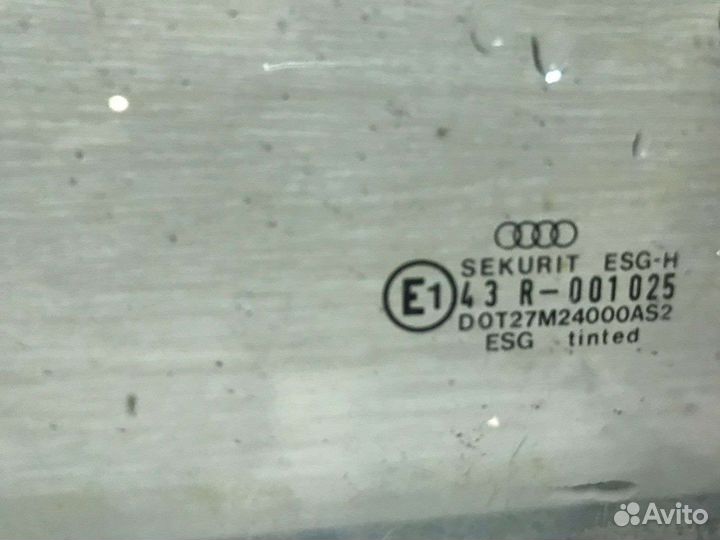 SEKURIT ESG-H
E1
43 R-001025
DOT27M24000AS2
ESG tinted
Avito